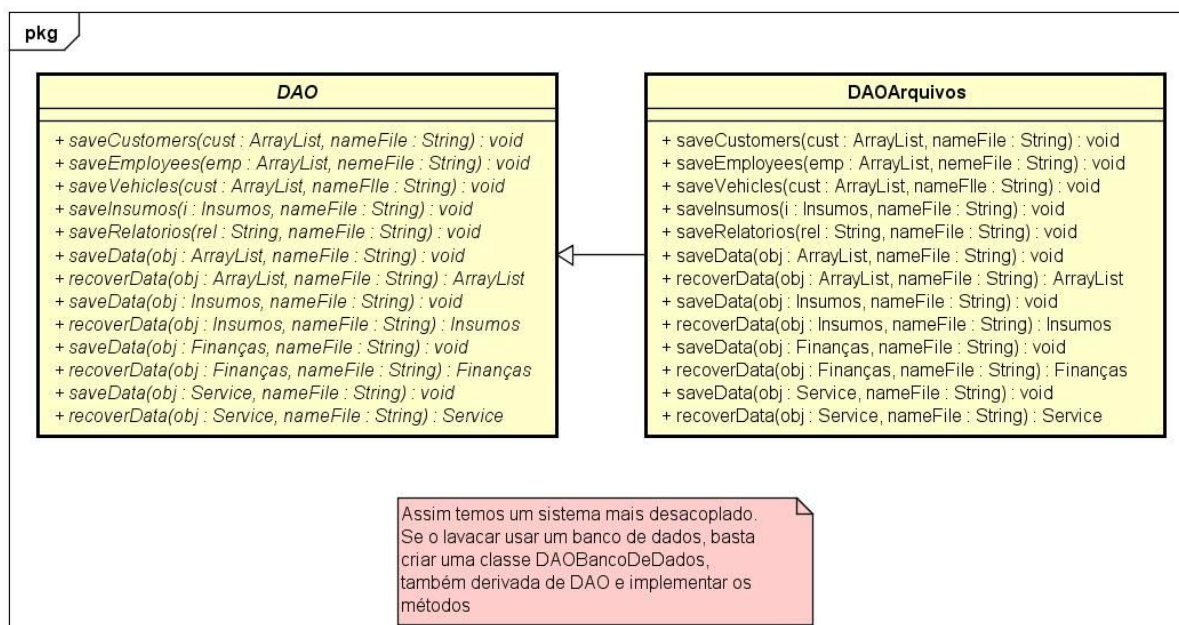 pkg
DAO
+ saveCustomers(cust : ArrayList, nameFile : String) : void
+ saveEmployees(emp : ArrayList, nemeFile : String) : void
+ saveVehicles(cust : ArrayList, nameFIle : String) : void
+ saveInsumos(i : Insumos, nameFile : String) : void
+ saveRelatorios(rel : String, nameFile : String) : void
+ saveData(obj : ArrayList, nameFile : String) : void
+ recoverData(obj : ArrayList, nameFile : String) : ArrayList
+ saveData(obj : Insumos, nameFile : String) : void
+ recoverData(obj : Insumos, nameFile : String) : Insumos
+ saveData(obj : Finanças, nameFile : String) : void
+ recoverData(obj : Finanças, nameFile : String) : Finanças
+ saveData(obj : Service, nameFile : String) : void
+ recoverData(obj : Service, nameFile : String) : Service
DAOArquivos
+ saveCustomers(cust : ArrayList, nameFile : String) : void
+ saveEmployees(emp : ArrayList, nemeFile : String) : void
+ saveVehicles(cust : ArrayList, nameFIle : String) : void
+ saveInsumos(i : Insumos, nameFile : String) : void
+ saveRelatorios(rel : String, nameFile : String) : void
+ saveData(obj : ArrayList, nameFile : String) : void
+ recoverData(obj : ArrayList, nameFile : String) : ArrayList
+ saveData(obj : Insumos, nameFile : String) : void
+ recoverData(obj : Insumos, nameFile : String) : Insumos
+ saveData(obj : Finanças, nameFile : String) : void
+ recoverData(obj : Finanças, nameFile : String) : Finanças
+ saveData(obj : Service, nameFile : String) : void
+ recoverData(obj : Service, nameFile : String) : Service
Assim temos um sistema mais desacoplado.
Se o lavacar usar um banco de dados, basta
criar uma classe DAOBancoDeDados,
também derivada de DAO e implementar os
métodos